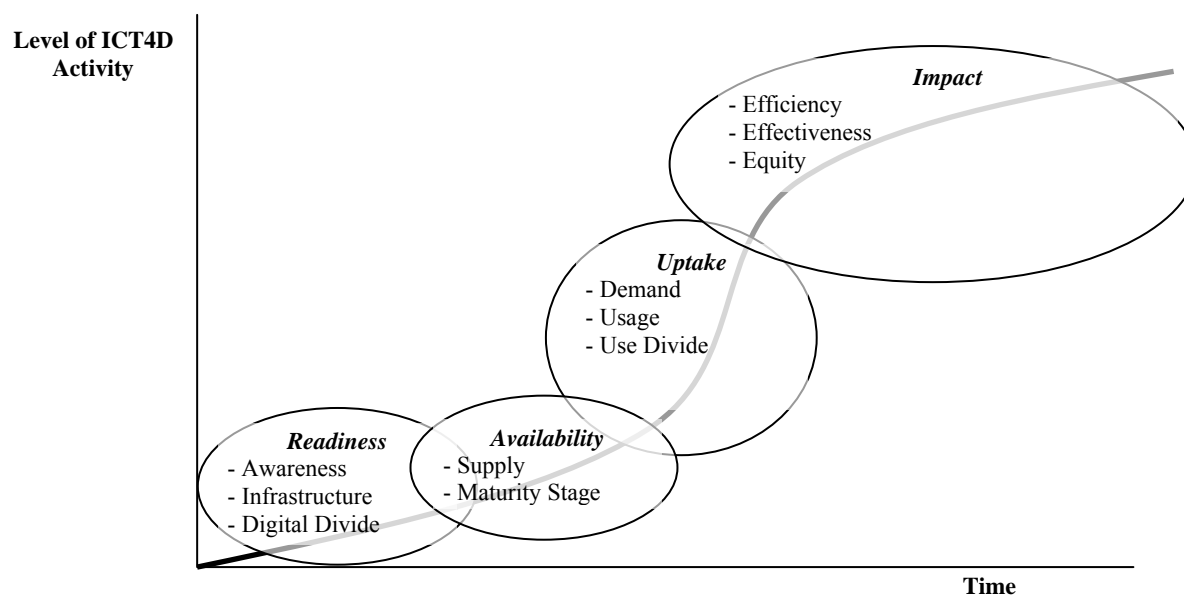 Level of ICT4D
Activity
Impact
- Efficiency
- Effectiveness
- Equity
Uptake
- Demand
- Usage
- Use Divide
Readiness
- Awareness
- Infrastructure
- Digital Divide
Availability
- Supply
- Maturity Stage
Time